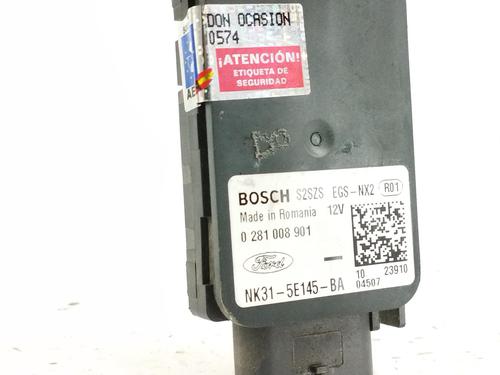 DON OCASION
0574
¡ATENCIÓN!
ETIQUETA DE
SEGURIDAD
BOSCH S2SZS EGS-NX2 R01
Made in Romania 12V
0 281 008 901
Ford
NK31-5E145-BA
10 23910
04507